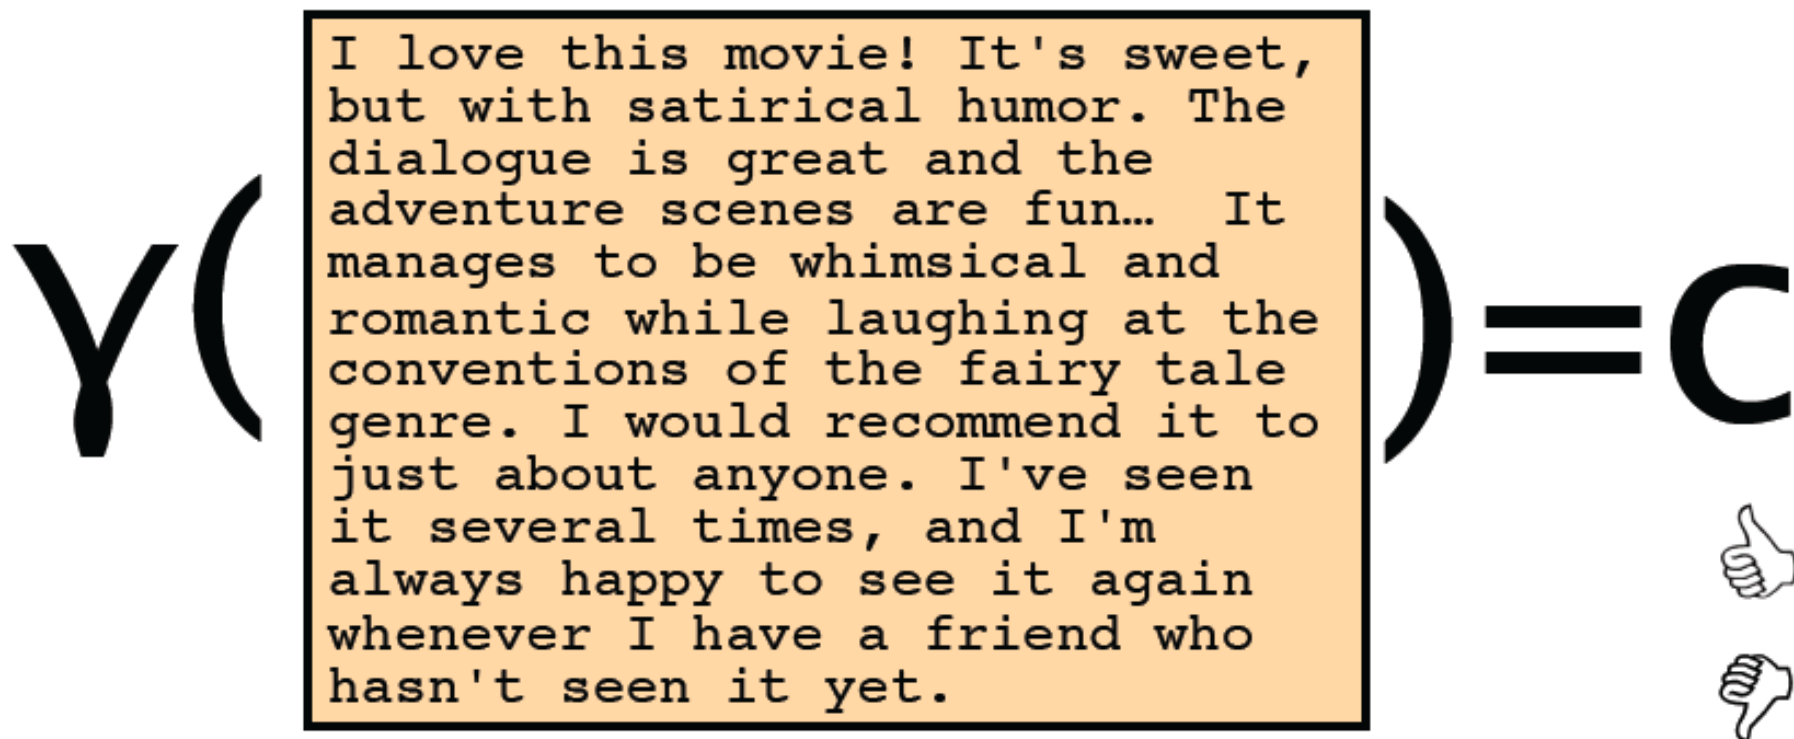 γ(
I love this movie! It's sweet,
but with satirical humor. The
dialogue is great and the
adventure scenes are fun… It
manages to be whimsical and
romantic while laughing at the
conventions of the fairy tale
genre. I would recommend it to
just about anyone. I've seen
it several times, and I'm
always happy to see it again
whenever I have a friend who
hasn't seen it yet.
)=c